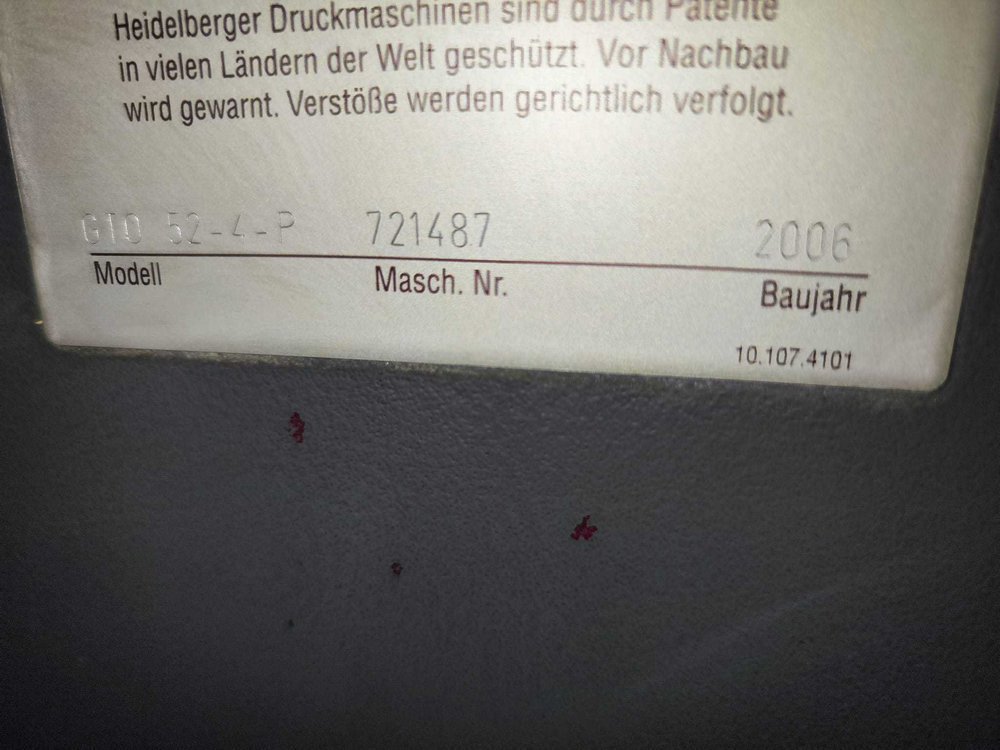 Heidelberger Druckmaschinen sind durch Patente
in vielen Ländern der Welt geschützt. Vor Nachbau
wird gewarnt. Verstöße werden gerichtlich verfolgt.
GTO 52-4-P 721487 2006
Modell Masch. Nr. Baujahr
10.107.4101